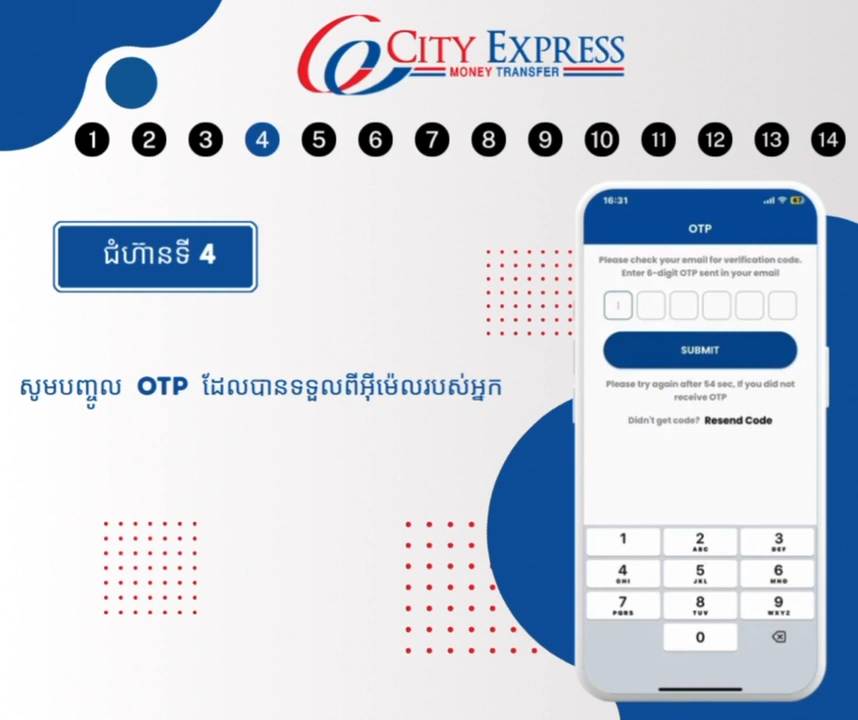 CITY EXPRESS
MONEY TRANSFER
1 2 3 4 5 6 7 8 9 10 11 12 13 14
ជំហ៊ានទី 4
សូមបញ្ចូល OTP ដែលបានទទួលពីអ៊ីម៉េលរបស់អ្នក
16:31
67
OTP
Please check your email for verification code.
Enter 6-digit OTP sent in your email
SUBMIT
Please try again after 54 sec, If you did not
receive OTP
Didn't get code? Resend Code
1 2 3
ABC DEF
4 5 6
GHI JKL MNO
7 8 9
PQRS TUV WXYZ
0